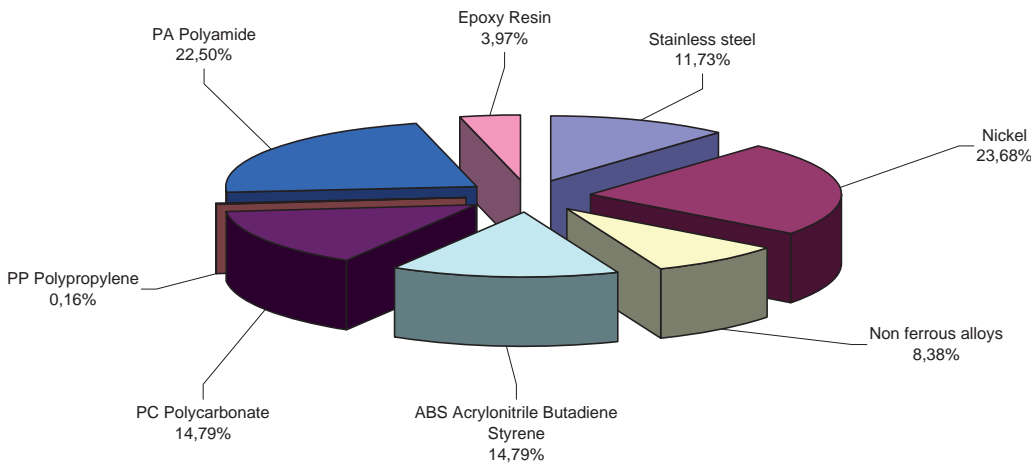 Epoxy Resin
3,97%
PA Polyamide
22,50%
Stainless steel
11,73%
Nickel
23,68%
PP Polypropylene
0,16%
Non ferrous alloys
8,38%
PC Polycarbonate
14,79%
ABS Acrylonitrile Butadiene
Styrene
14,79%